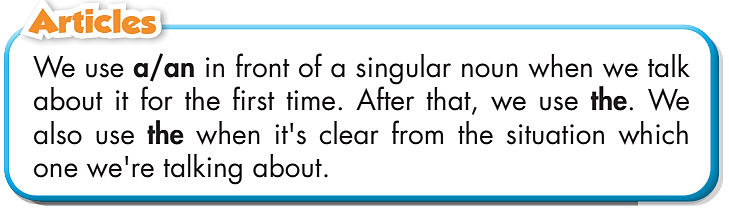 Articles
We use a/an in front of a singular noun when we talk
about it for the first time. After that, we use the. We
also use the when it's clear from the situation which
one we're talking about.